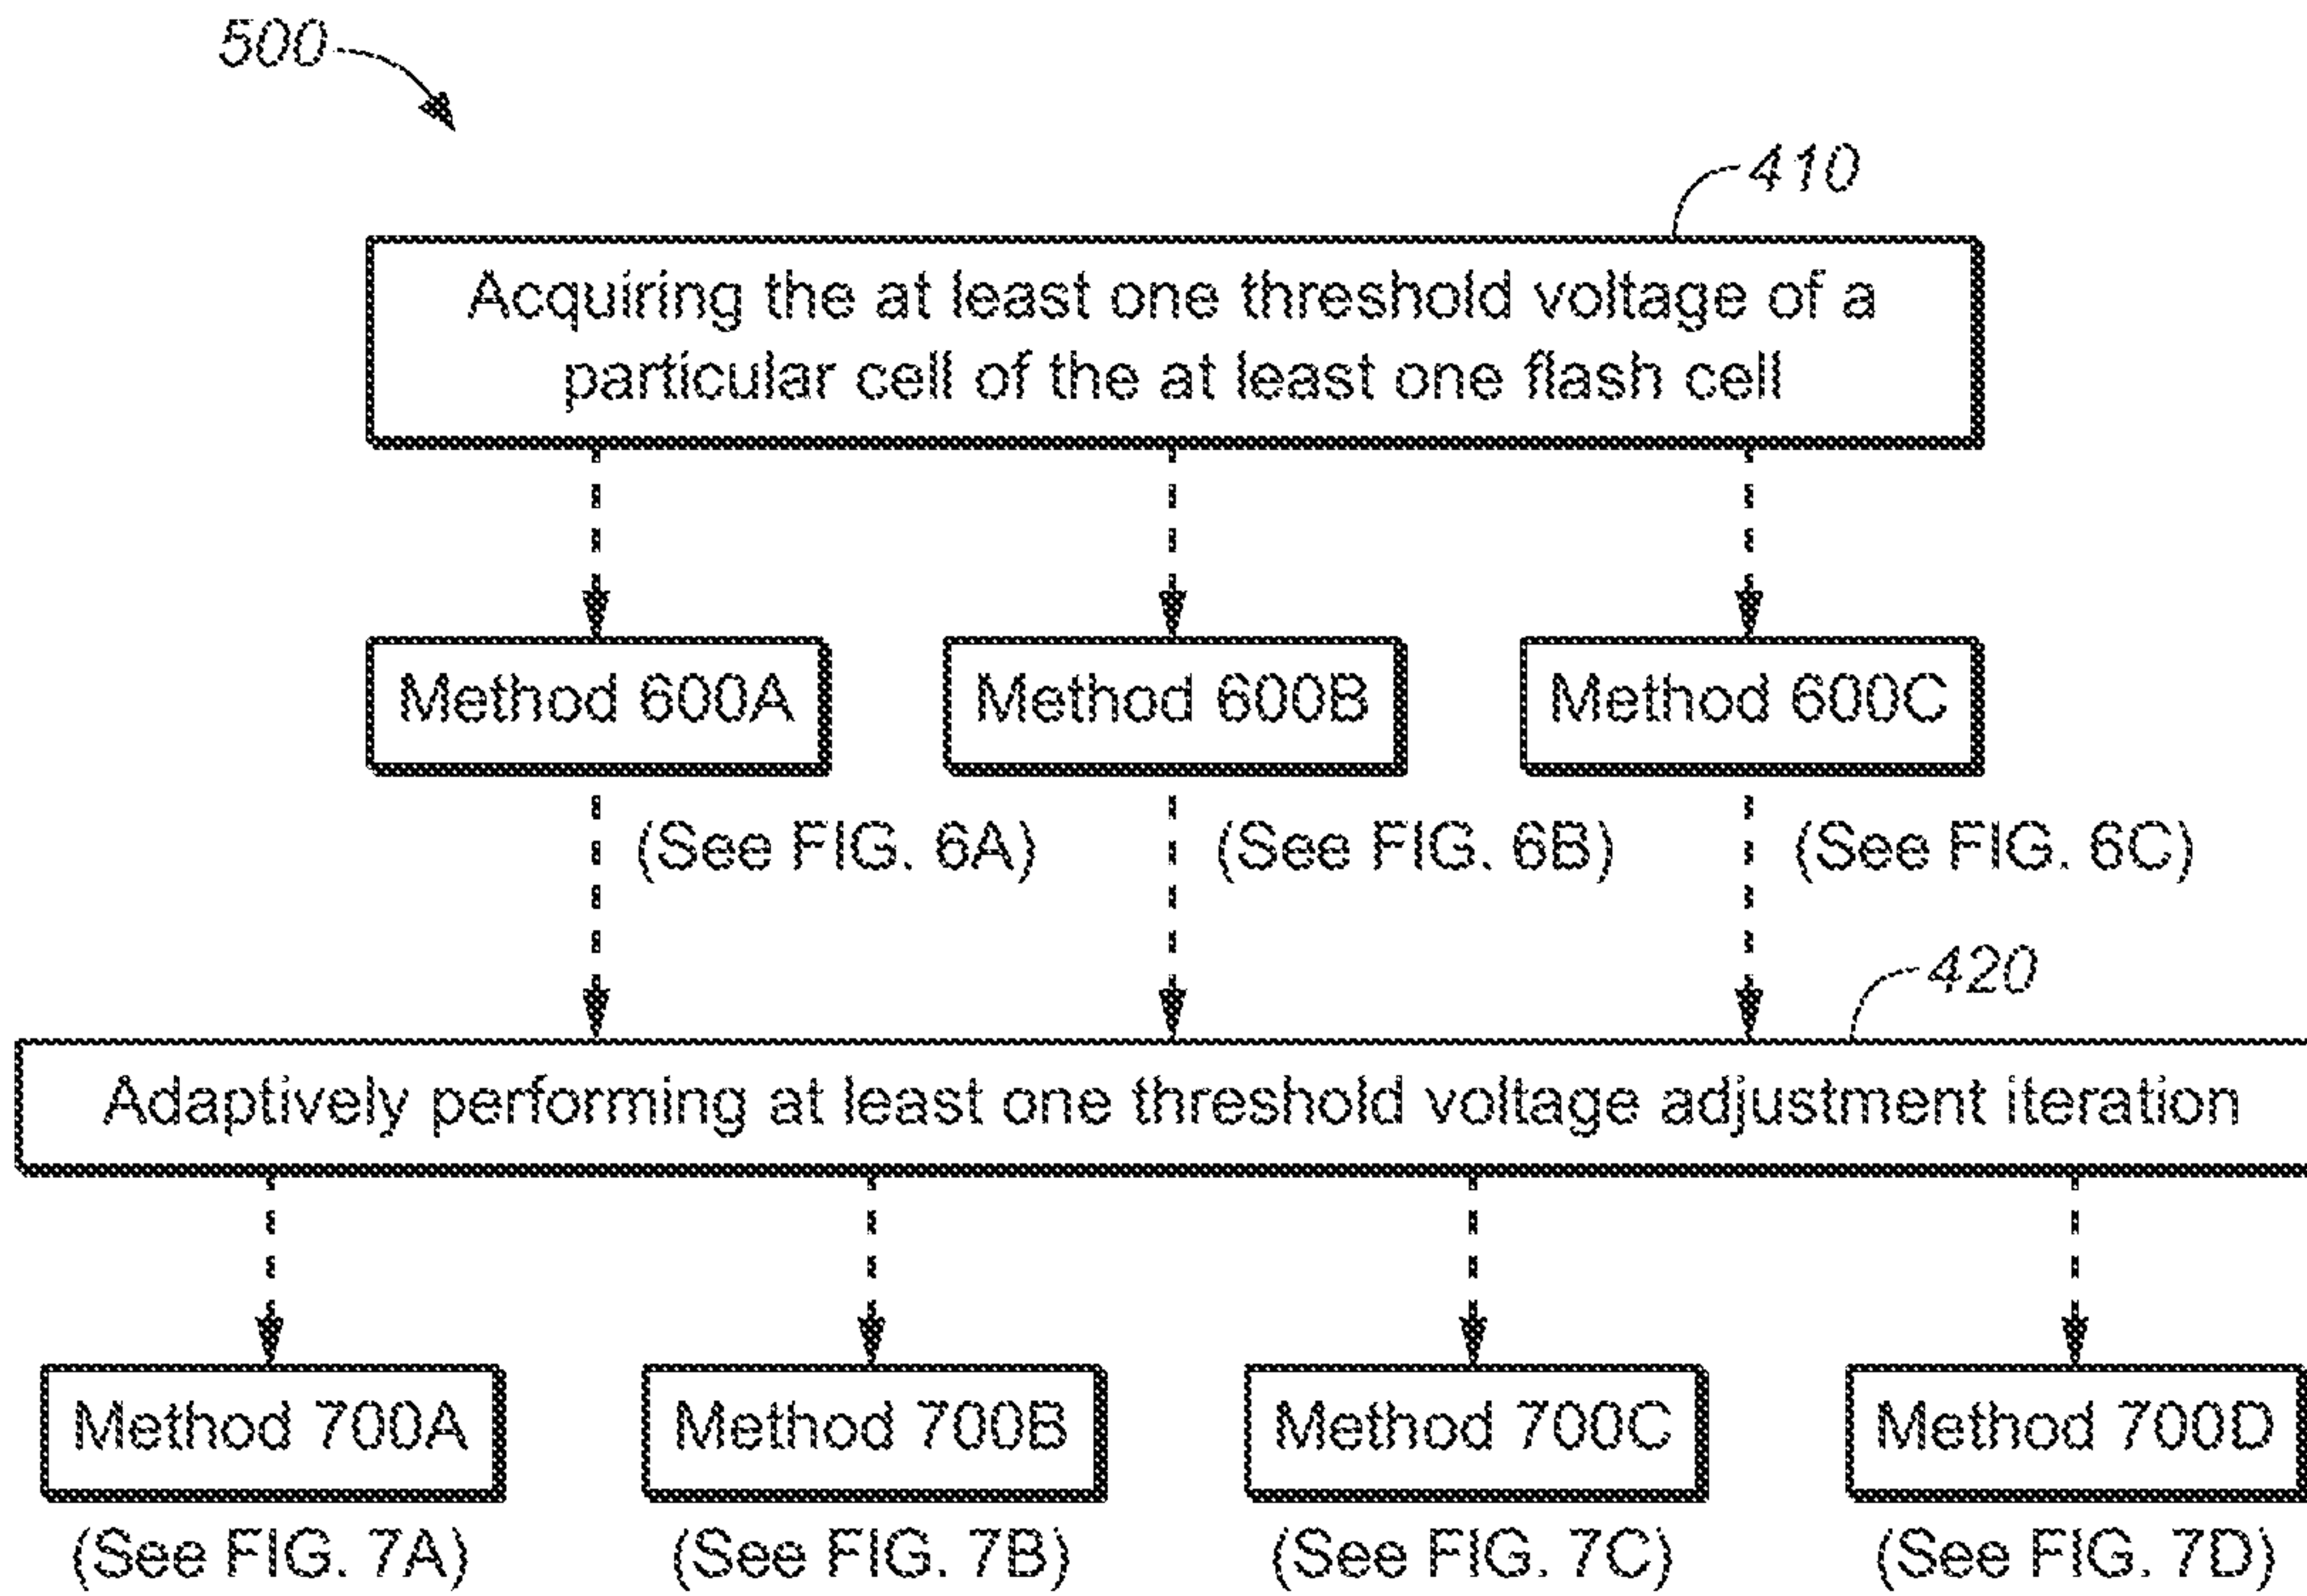 500
410
Acquiring the at least one threshold voltage of a
particular cell of the at least one flash cell
Method 600A Method 600B Method 600C
(See FIG. 6A) (See FIG. 6B) (See FIG. 6C)
420
Adaptively performing at least one threshold voltage adjustment iteration
Method 700A Method 700B Method 700C Method 700D
(See FIG. 7A) (See FIG. 7B) (See FIG. 7C) (See FIG. 7D)